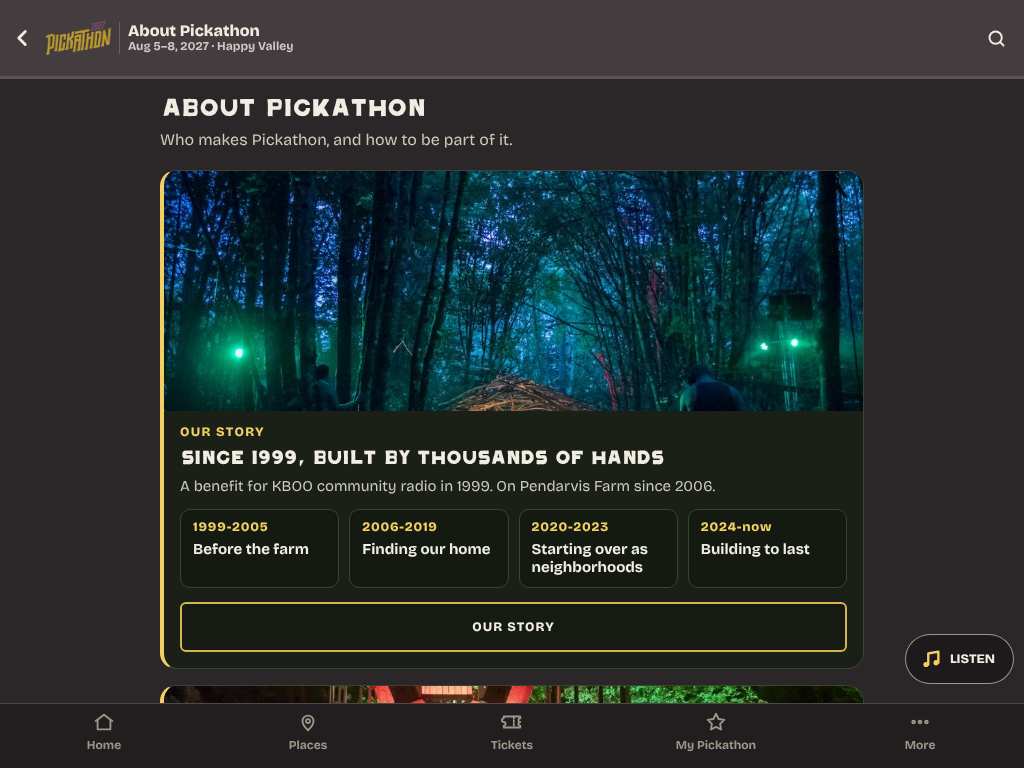 PICKATHON
About Pickathon
Aug 5–8, 2027 · Happy Valley
ABOUT PICKATHON
Who makes Pickathon, and how to be part of it.
OUR STORY
SINCE 1999, BUILT BY THOUSANDS OF HANDS
A benefit for KBOO community radio in 1999. On Pendarvis Farm since 2006.
1999-2005
Before the farm
2006-2019
Finding our home
2020-2023
Starting over as
neighborhoods
2024-now
Building to last
OUR STORY
LISTEN
Home
Places
Tickets
My Pickathon
More